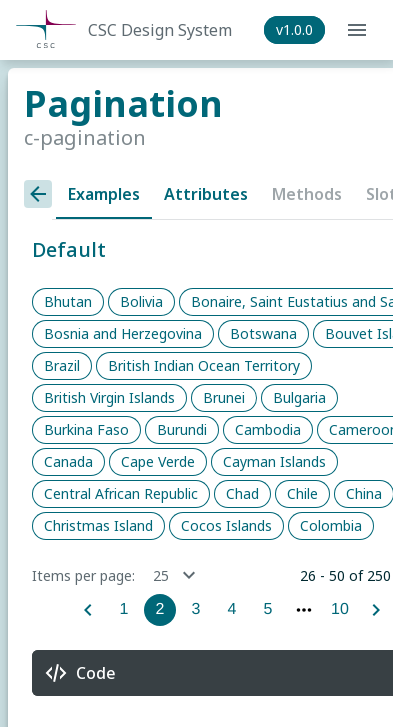 CSC
CSC Design System
v1.0.0
Pagination
c-pagination
Examples Attributes Methods
Default
Bhutan Bolivia Bonaire, Saint Eustatius and
Bosnia and Herzegovina Botswana Bouvet
Brazil British Indian Ocean Territory
British Virgin Islands Brunei Bulgaria
Burkina Faso Burundi Cambodia Cameroon
Canada Cape Verde Cayman Islands
Central African Republic Chad Chile China
Christmas Island Cocos Islands Colombia
Items per page: 25 26 - 50 of 250
1 2 3 4 5 ••• 10
</> Code